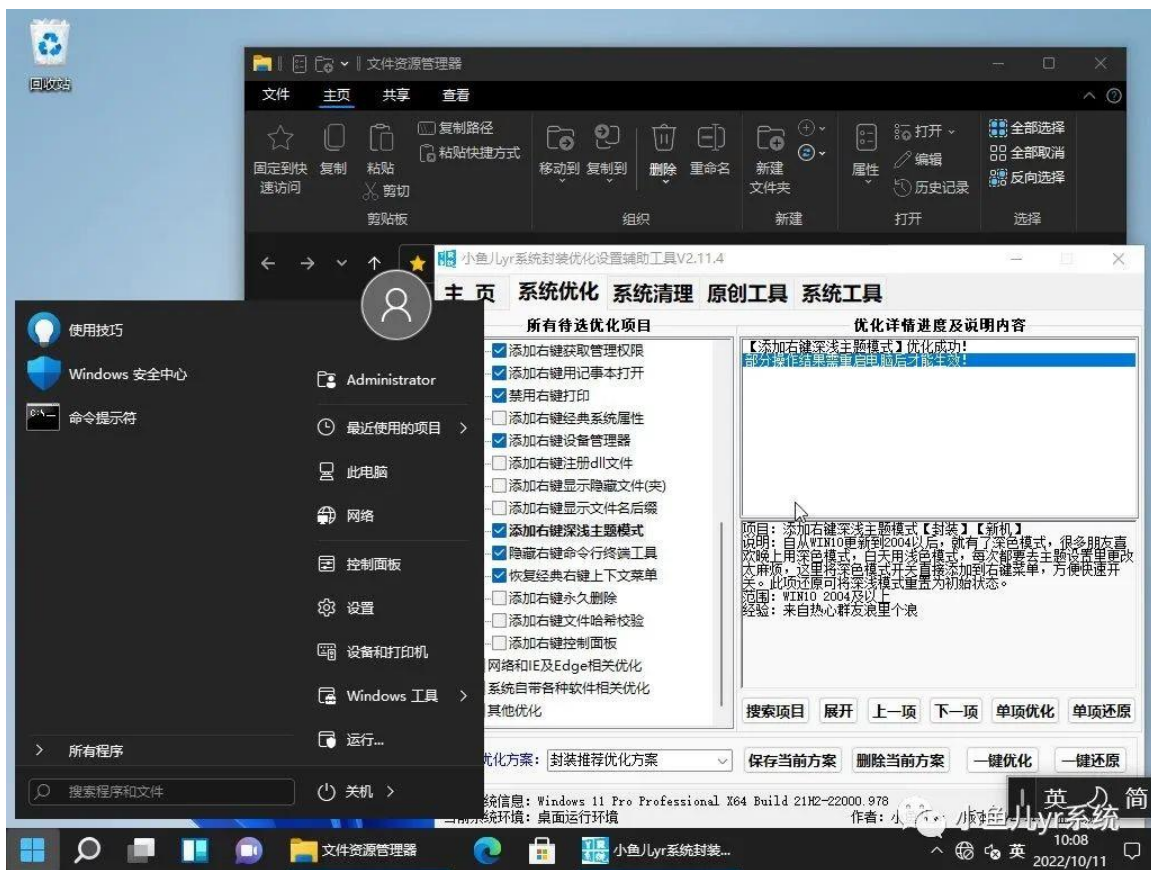 回收站
文件资源管理器
文件
主页
共享
查看
固定到快
速访问
复制
粘贴
复制路径
粘贴快捷方式
剪切
移动到
复制到
删除
重命名
新建
文件夹
属性
打开
编辑
历史记录
全部选择
全部取消
反向选择
剪贴板
组织
新建
打开
选择
小鱼儿yr系统封装优化设置辅助工具V2.11.4
主 页
系统优化
系统清理
原创工具
系统工具
所有待选优化项目
添加右键获取管理权限
添加右键用记事本打开
禁用右键打印
添加右键经典系统属性
添加右键设备管理器
添加右键注册dll文件
添加右键显示隐藏文件(夹)
添加右键显示文件名后缀
添加右键深浅主题模式
隐藏右键命令行终端工具
恢复经典右键上下文菜单
添加右键永久删除
添加右键文件哈希校验
添加右键控制面板
网络和IE及Edge相关优化
系统自带各种软件相关优化
其他优化
优化详情进度及说明内容
【添加右键深浅主题模式】优化成功!
部分操作结果需重启电脑后才能生效!
项目: 添加右键深浅主题模式【封装】【新机】
说明: 自从WIN10更新到2004以后, 就有了深色模式, 很多朋友喜
欢晚上用深色模式, 白天用浅色模式, 每次都要去主题设置里更改
太麻烦, 这里将深色模式开关直接添加到右键菜单, 方便快速开
关。此项还原可将深浅模式重置为初始状态。
范围: WIN10 2004及以上
经验: 来自热心群友浪里个浪
搜索项目
展开
上一项
下一项
单项优化
单项还原
优化方案:
封装推荐优化方案
保存当前方案
删除当前方案
一键优化
一键还原
统信息: Windows 11 Pro Professional X64 Build 21H2-22000.978
当前系统环境: 桌面运行环境
作者: 小
使用技巧
Windows 安全中心
命令提示符
所有程序
搜索程序和文件
Administrator
最近使用的项目
此电脑
网络
控制面板
设置
设备和打印机
Windows 工具
运行...
关机
英
简
小鱼儿yr系统
文件资源管理器
小鱼儿yr系统封装...
英
10:08
2022/10/11